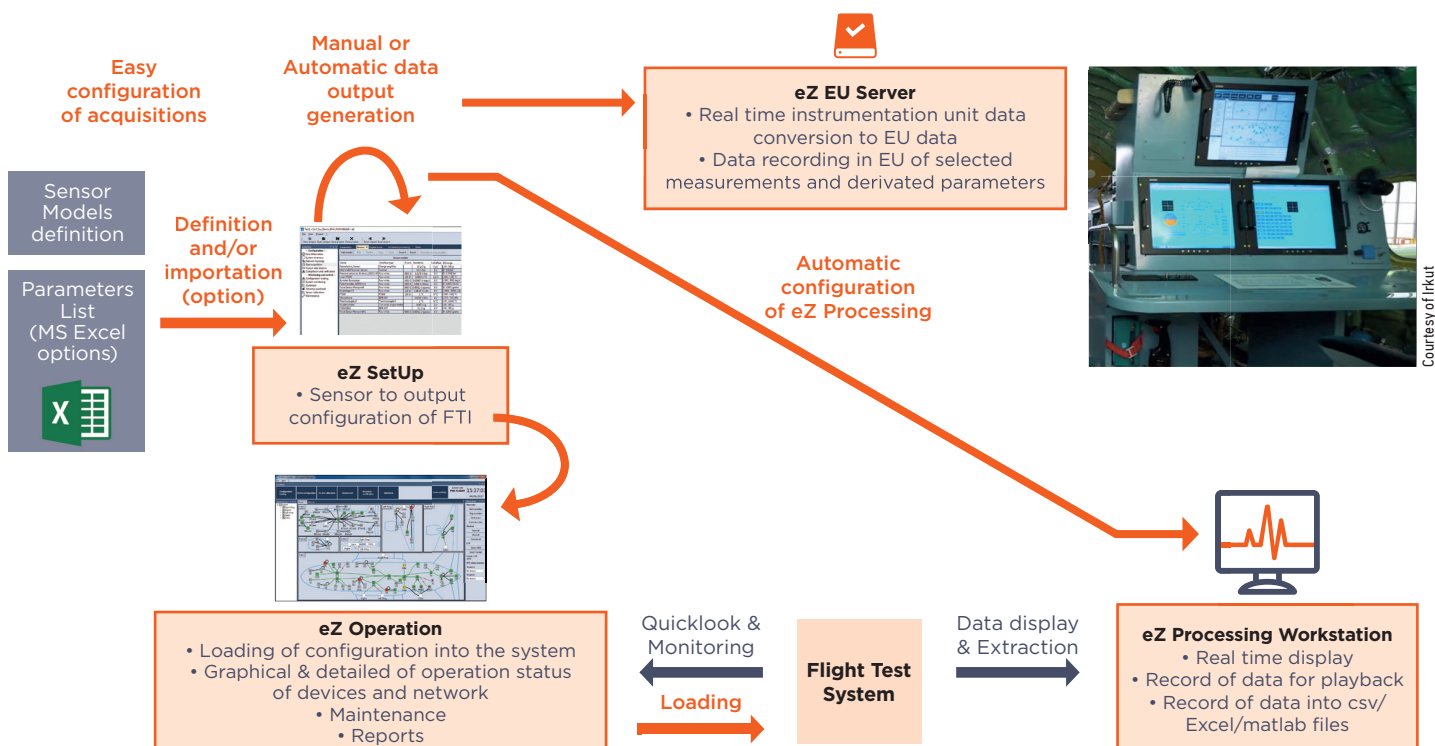 Easy
configuration
of acquisitions
Manual or
Automatic data
output
generation
eZ EU Server
• Real time instrumentation unit data
conversion to EU data
• Data recording in EU of selected
measurements and derivated parameters
Sensor
Models
definition
Parameters
List
(MS Excel
options)
X
Definition
and/or
importation
(option)
Automatic
configuration
of eZ Processing
Courtesy of Irkut
eZ SetUp
• Sensor to output
configuration of FTI
eZ Operation
• Loading of configuration into the system
• Graphical & detailed of operation status
of devices and network
• Maintenance
• Reports
Quicklook &
Monitoring
Loading
Flight Test
System
Data display
& Extraction
eZ Processing Workstation
• Real time display
• Record of data for playback
• Record of data into csv/
Excel/matlab files